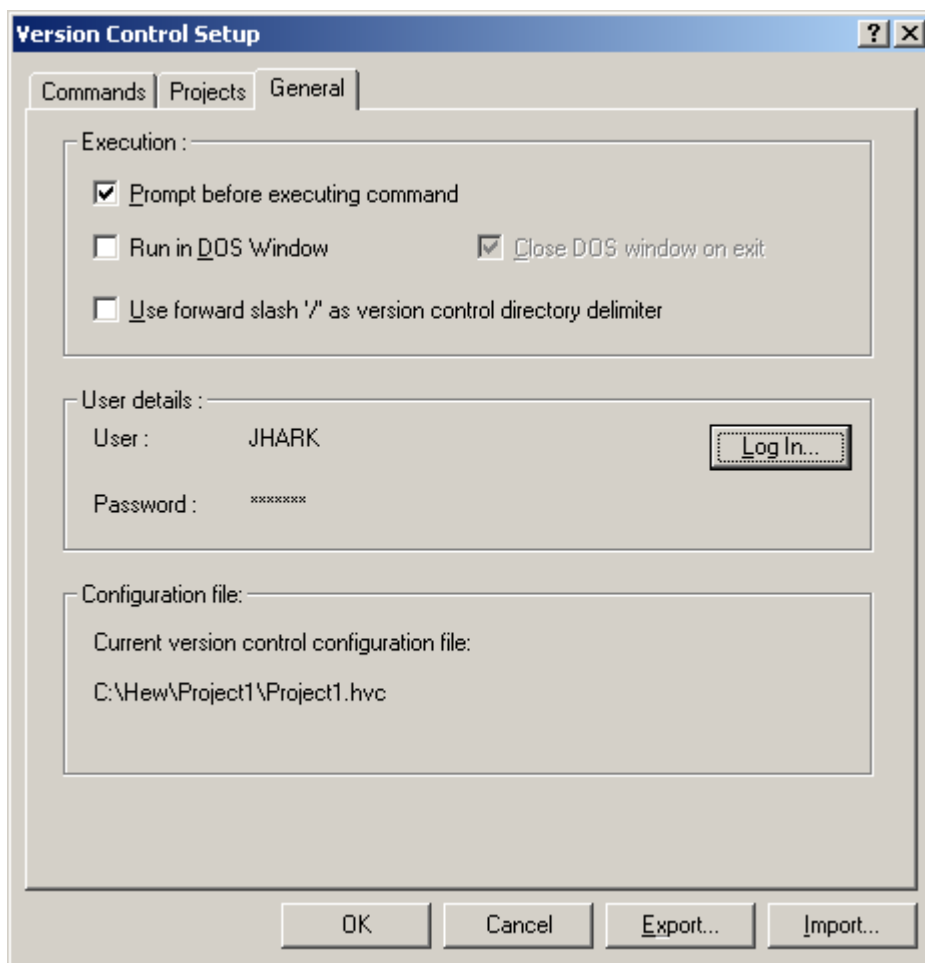 Version Control Setup
Commands Projects General
Execution :
Prompt before executing command
Run in DOS Window Close DOS window on exit
Use forward slash '/' as version control directory delimiter
User details :
User : JHARK Log In...
Password : *******
Configuration file:
Current version control configuration file:
C:\Hew\Project1\Project1.hvc
OK Cancel Export... Import...